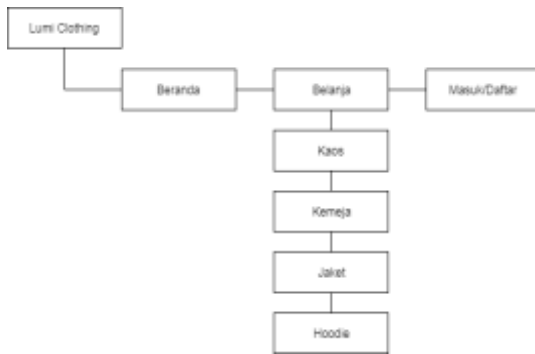 Lumi Clothing
Beranda
Belanja
Masuk/Daftar
Kaos
Kemeja
Jaket
Hoodie